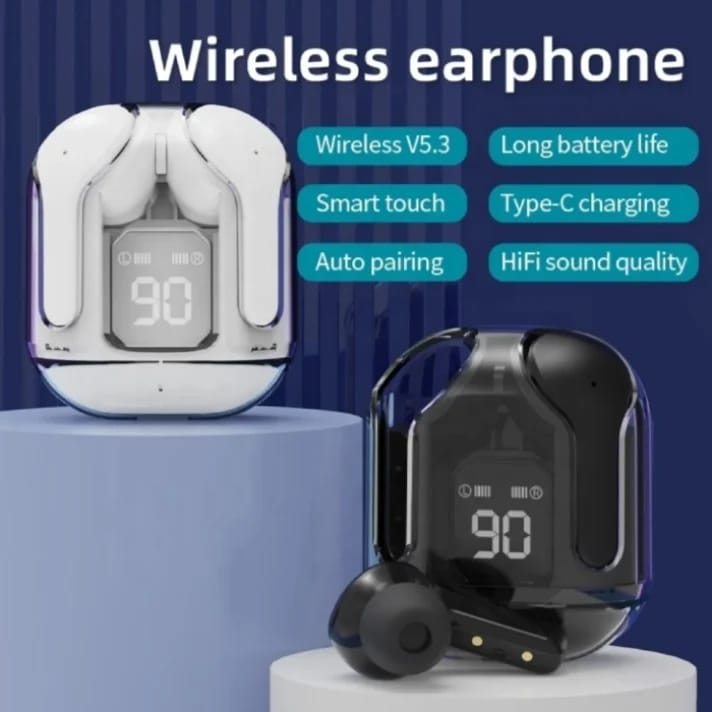 Wireless earphone
Wireless V5.3
Long battery life
Smart touch
Type-C charging
Auto pairing
HiFi sound quality
L R
90
L R
90